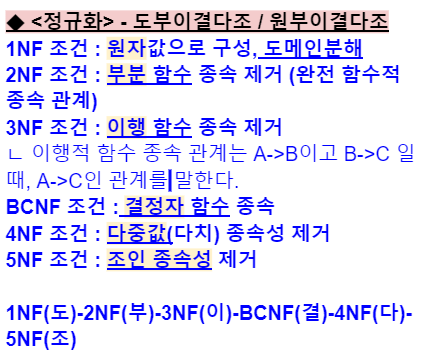 ◆ <정규화> - 도부이결다조 / 원부이결다조
1NF 조건 : 원자값으로 구성, 도메인분해
2NF 조건 : 부분 함수 종속 제거 (완전 함수적
종속 관계)
3NF 조건 : 이행 함수 종속 제거
ㄴ 이행적 함수 종속 관계는 A->B이고 B->C 일
때, A->C인 관계를 말한다.
BCNF 조건 : 결정자 함수 종속
4NF 조건 : 다중값(다치) 종속성 제거
5NF 조건 : 조인 종속성 제거
1NF(도)-2NF(부)-3NF(이)-BCNF(결)-4NF(다)-
5NF(조)